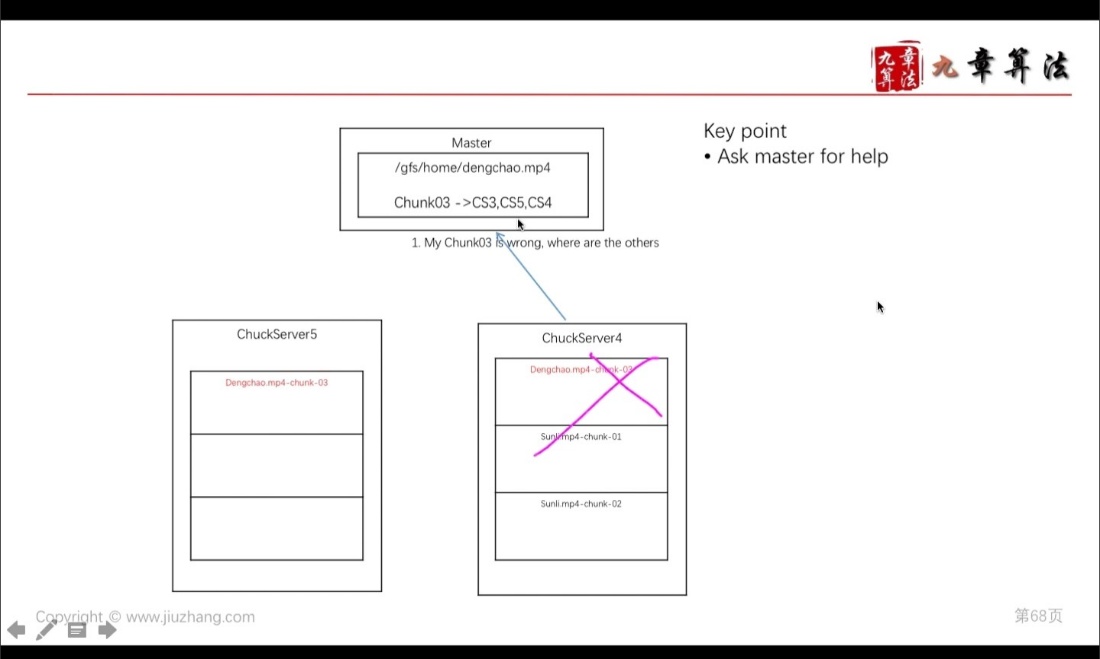 九章
算法
九章算法
Key point
• Ask master for help
Master
/gfs/home/dengchao.mp4
Chunk03 ->CS3,CS5,CS4
1. My Chunk03 is wrong, where are the others
ChuckServer5
Dengchao.mp4-chunk-03
ChuckServer4
Dengchao.mp4-chunk-03
Sunli.mp4-chunk-01
Sunli.mp4-chunk-02
Copyright © www.jiuzhang.com
第68页